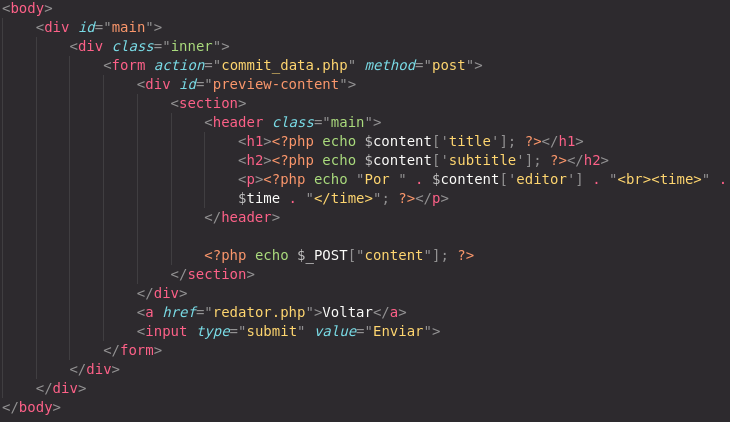 <body>
<div id="main">
<div class="inner">
<form action="commit_data.php" method="post">
<div id="preview-content">
<section>
<header class="main">
<h1><?php echo $content['title']; ?></h1>
<h2><?php echo $content['subtitle']; ?></h2>
<p><?php echo "Por " . $content['editor'] . "<br><time>" .
$time . "</time>"; ?></p>
</header>
<?php echo $_POST["content"]; ?>
</section>
</div>
<a href="redator.php">Voltar</a>
<input type="submit" value="Enviar">
</form>
</div>
</div>
</body>